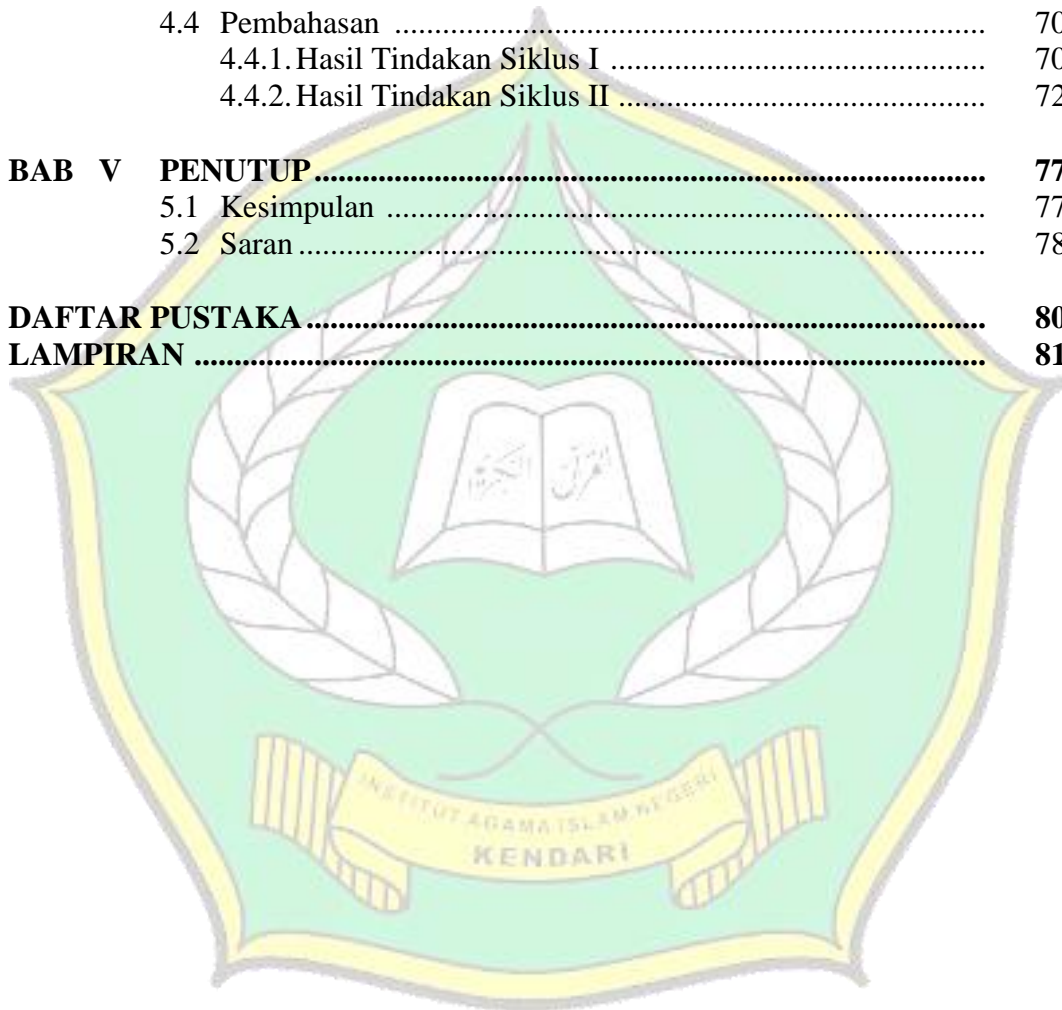 4.4 Pembahasan ........................................................................... 70
4.4.1. Hasil Tindakan Siklus I ................................................ 70
4.4.2. Hasil Tindakan Siklus II ............................................... 72
BAB V PENUTUP ..................................................................................... 77
5.1 Kesimpulan ............................................................................ 77
5.2 Saran ....................................................................................... 78
DAFTAR PUSTAKA ...................................................................................... 80
LAMPIRAN .................................................................................................... 81
INSTITUT AGAMA ISLAM NEGERI
KENDARI